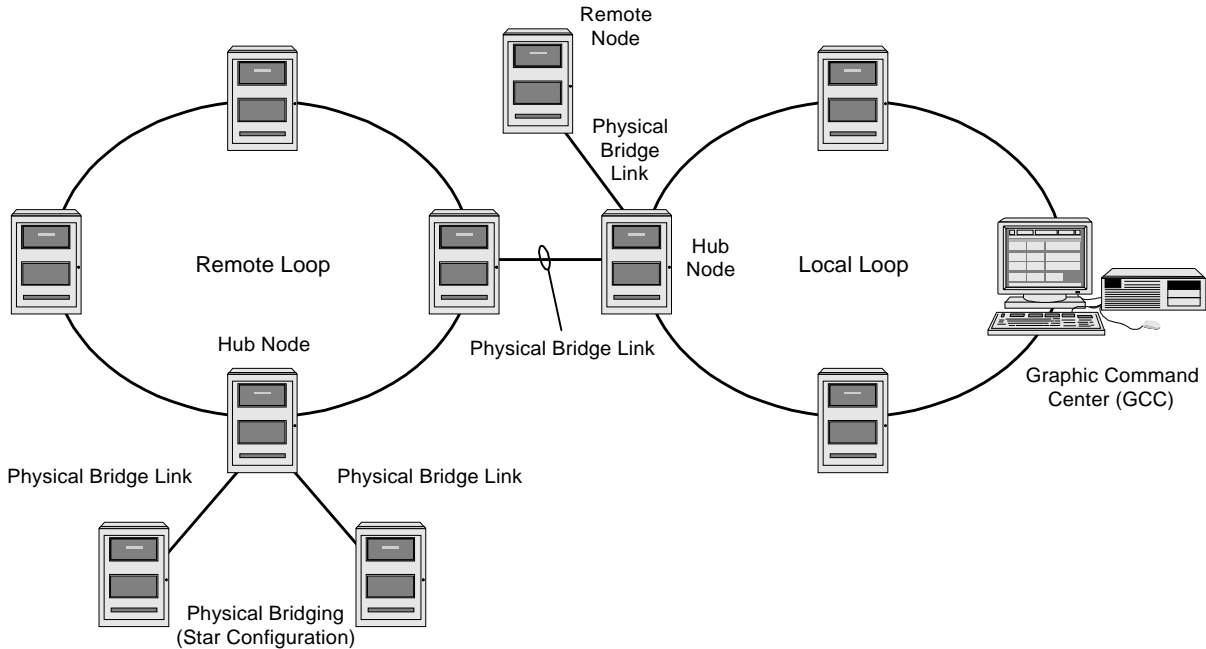 Remote
Node
Physical
Bridge
Link
Remote Loop
Hub
Node
Local Loop
Hub Node
Physical Bridge Link
Graphic Command
Center (GCC)
Physical Bridge Link
Physical Bridge Link
Physical Bridging
(Star Configuration)